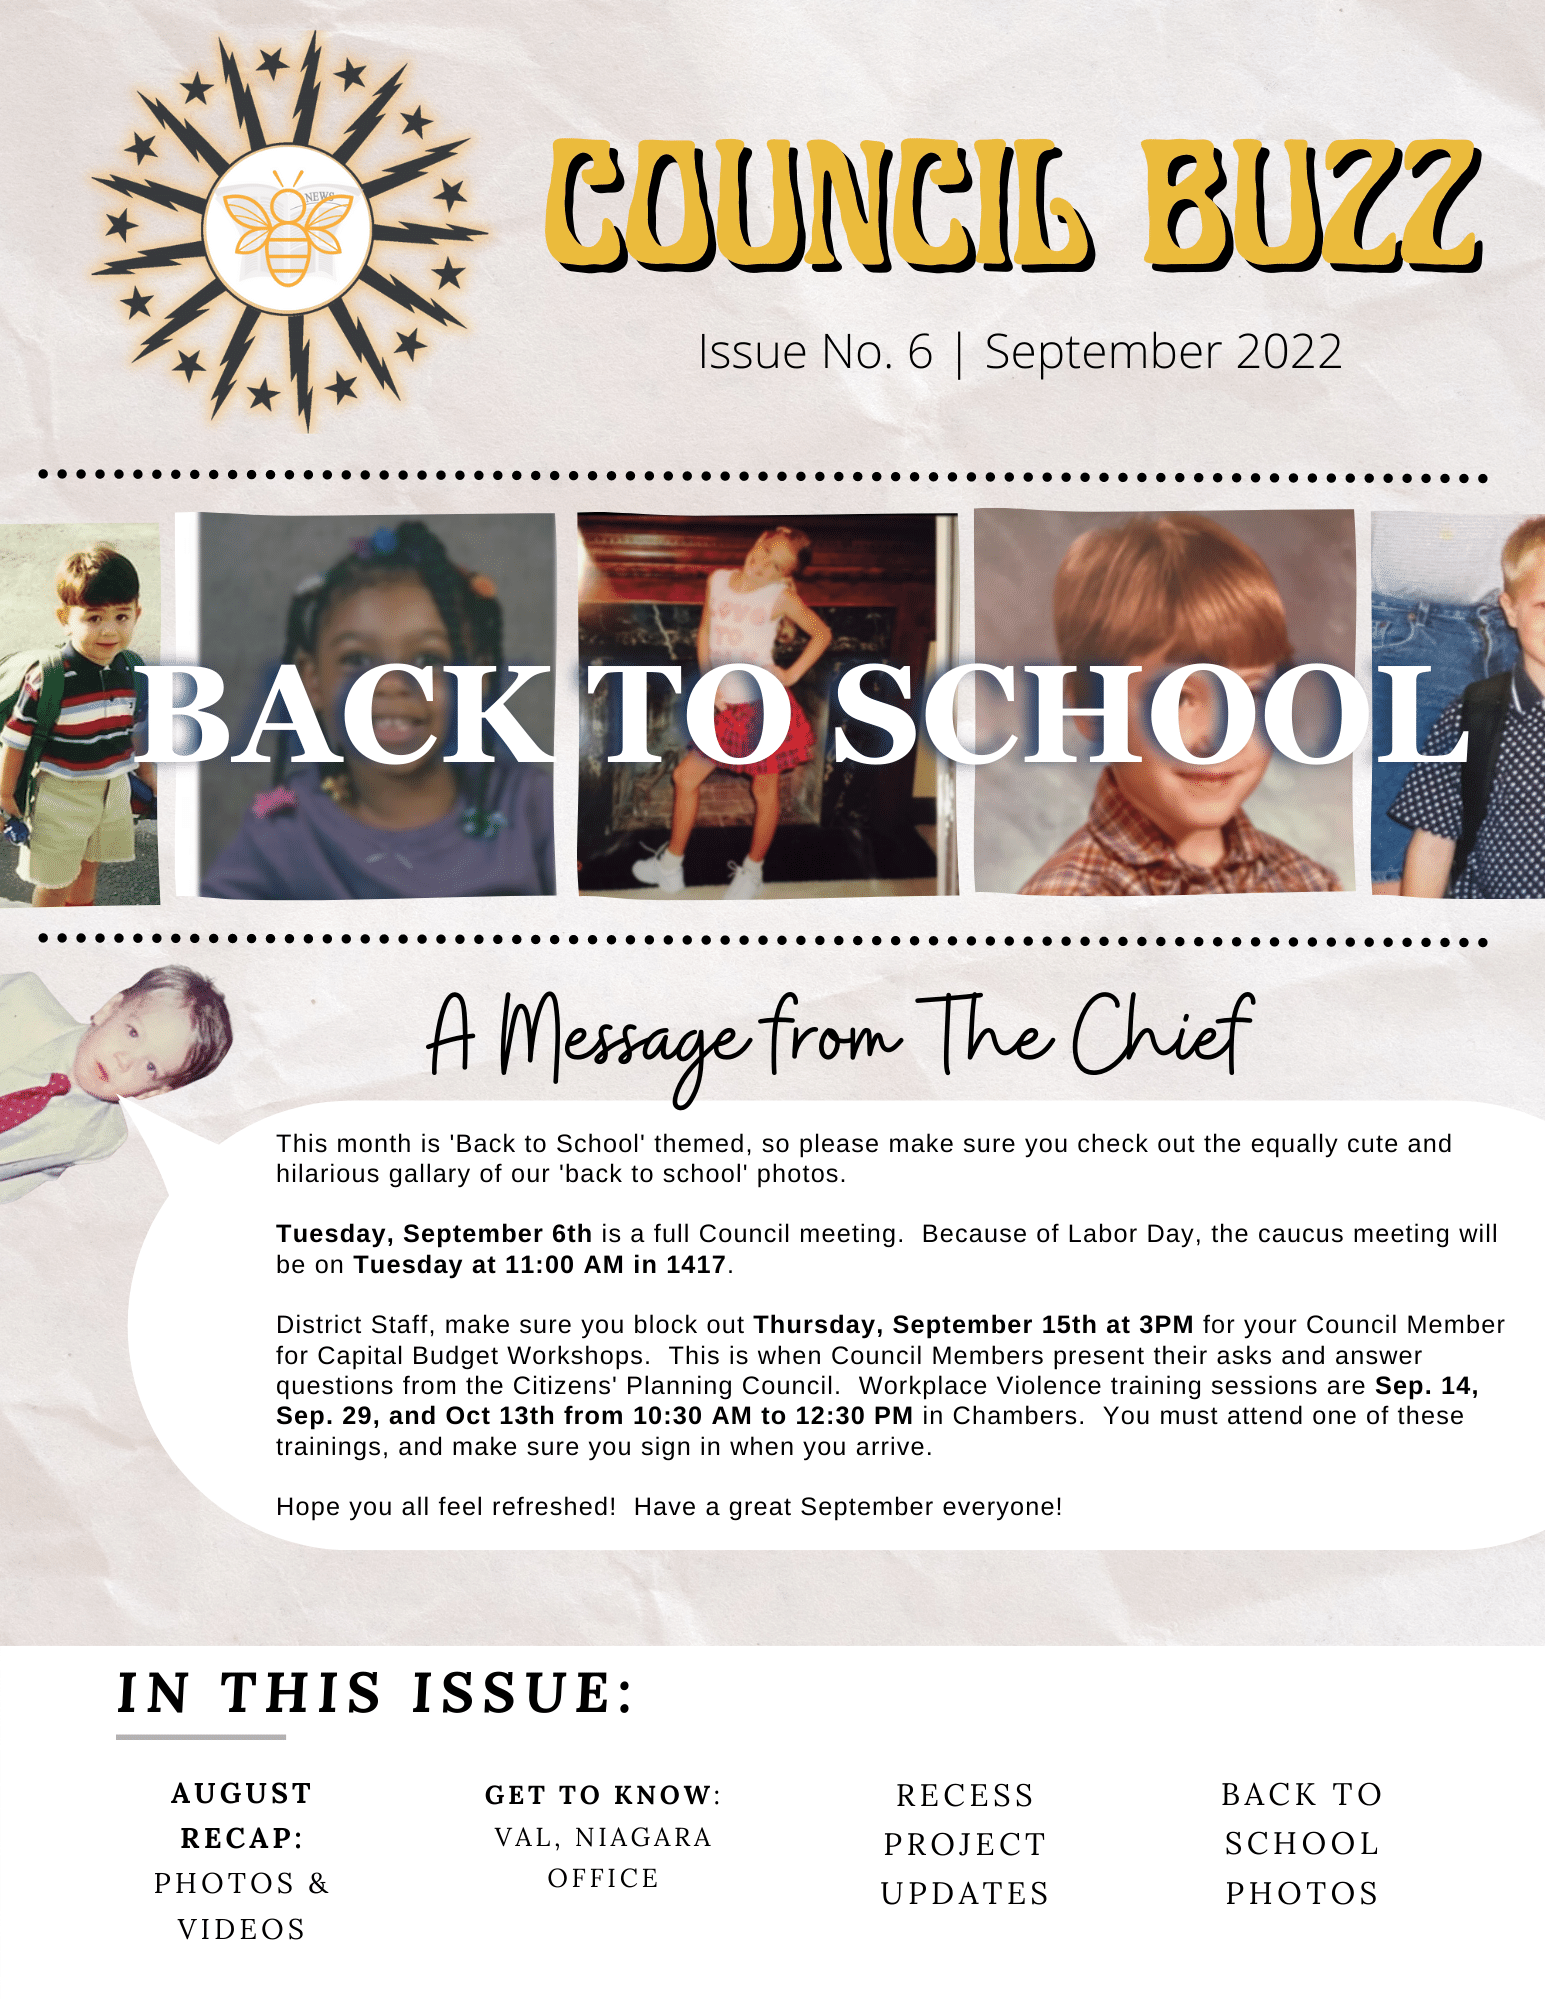 NEWS
COUNCIL BUZZ
Issue No. 6 | September 2022
BACK TO SCHOOL
A Message from The Chief
This month is 'Back to School' themed, so please make sure you check out the equally cute and
hilarious gallary of our 'back to school' photos.
Tuesday, September 6th is a full Council meeting.  Because of Labor Day, the caucus meeting will
be on Tuesday at 11:00 AM in 1417.
District Staff, make sure you block out Thursday, September 15th at 3PM for your Council Member
for Capital Budget Workshops.  This is when Council Members present their asks and answer
questions from the Citizens' Planning Council.  Workplace Violence training sessions are Sep. 14,
Sep. 29, and Oct 13th from 10:30 AM to 12:30 PM in Chambers.  You must attend one of these
trainings, and make sure you sign in when you arrive.
Hope you all feel refreshed!  Have a great September everyone!
IN THIS ISSUE:
AUGUST
RECAP:
PHOTOS &
VIDEOS
GET TO KNOW:
VAL, NIAGARA
OFFICE
RECESS
PROJECT
UPDATES
BACK TO
SCHOOL
PHOTOS